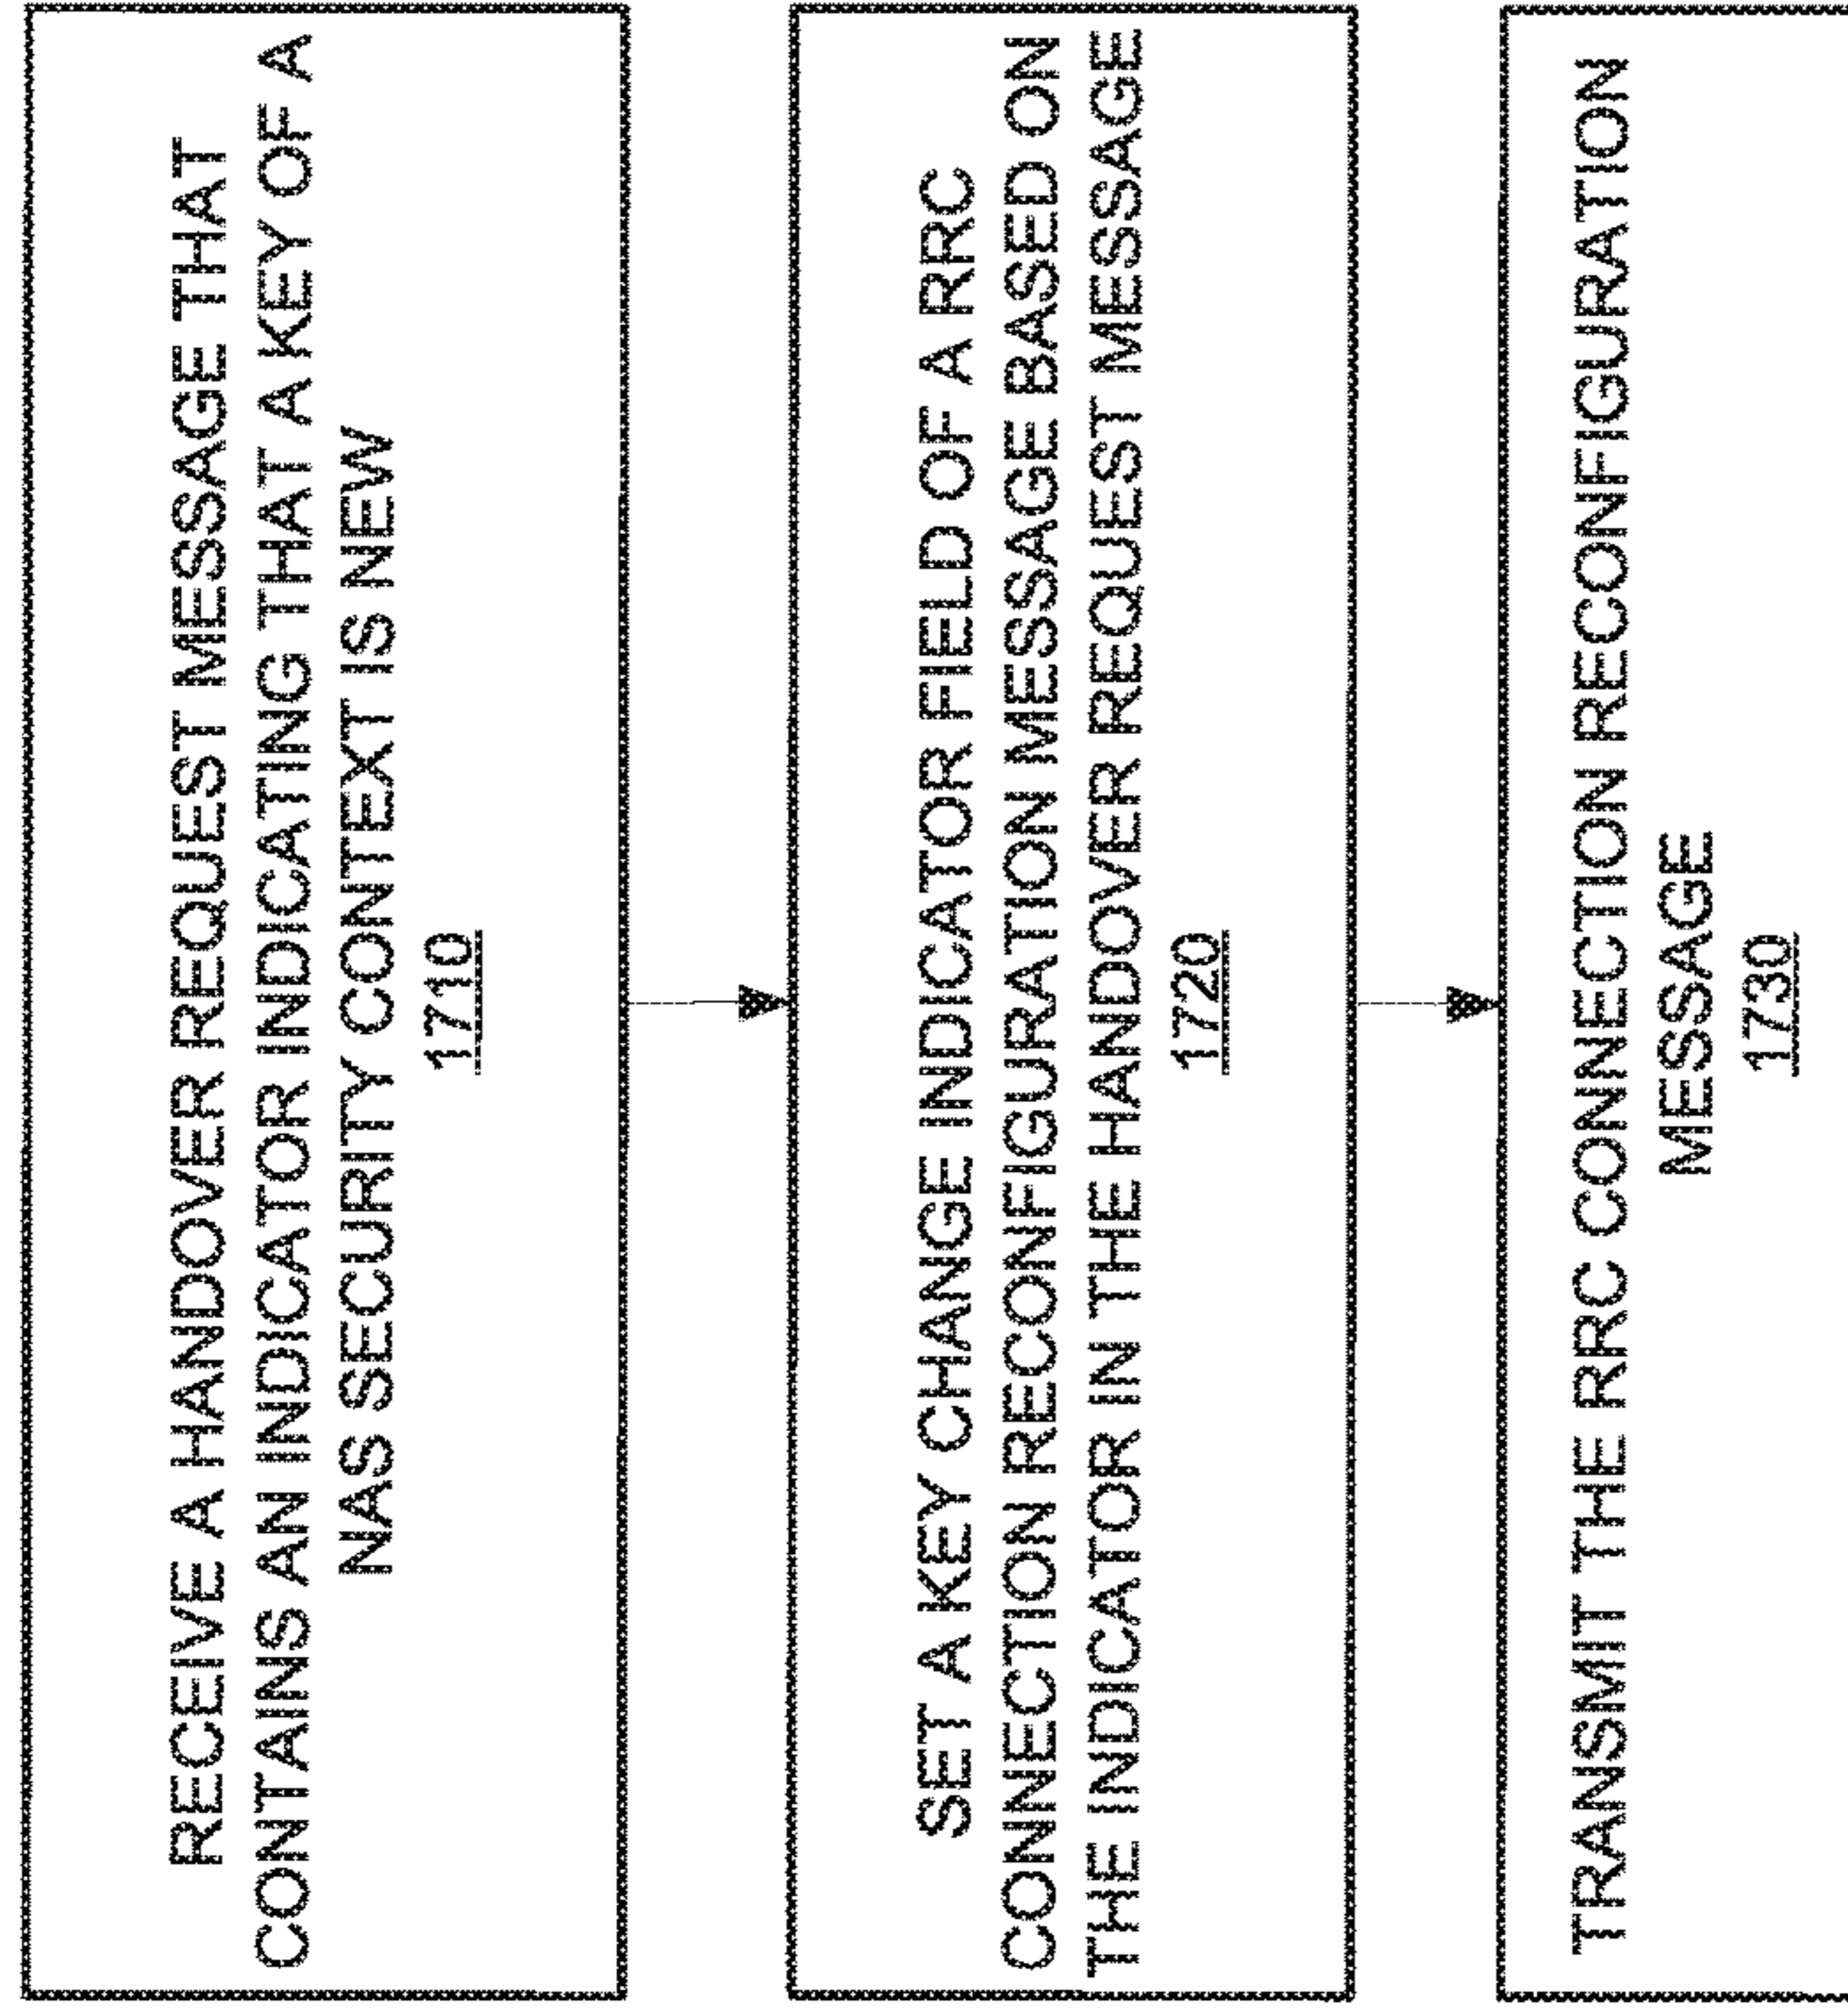 RECEIVE A HANDOVER REQUEST MESSAGE THAT
CONTAINS AN INDICATOR INDICATING THAT A KEY OF A
NAS SECURITY CONTEXT IS NEW
1710
SET A KEY CHANGE INDICATOR FIELD OF A RRC
CONNECTION RECONFIGURATION MESSAGE BASED ON
THE INDICATOR IN THE HANDOVER REQUEST MESSAGE
1720
TRANSMIT THE RRC CONNECTION RECONFIGURATION
MESSAGE
1730